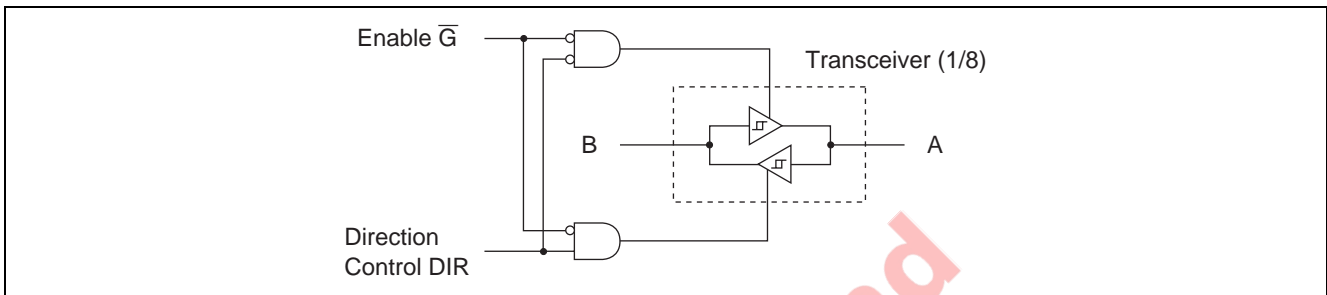 Enable G̅
Transceiver (1/8)
B
A
Direction
Control DIR